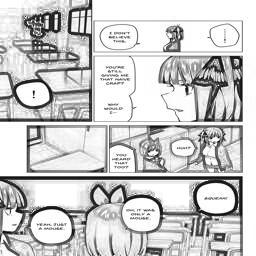 I DON'T
BELIEVE
THIS.
!
YOU'RE
STILL
GIVING ME
THAT NAIVE
CRAP?
WHY
WOULD
I—
!
HUH?
YOU
HEARD
THAT
TOO?
SQUEAK!
OH, IT WAS
ONLY A
MOUSE.
YEAH, JUST
A MOUSE.